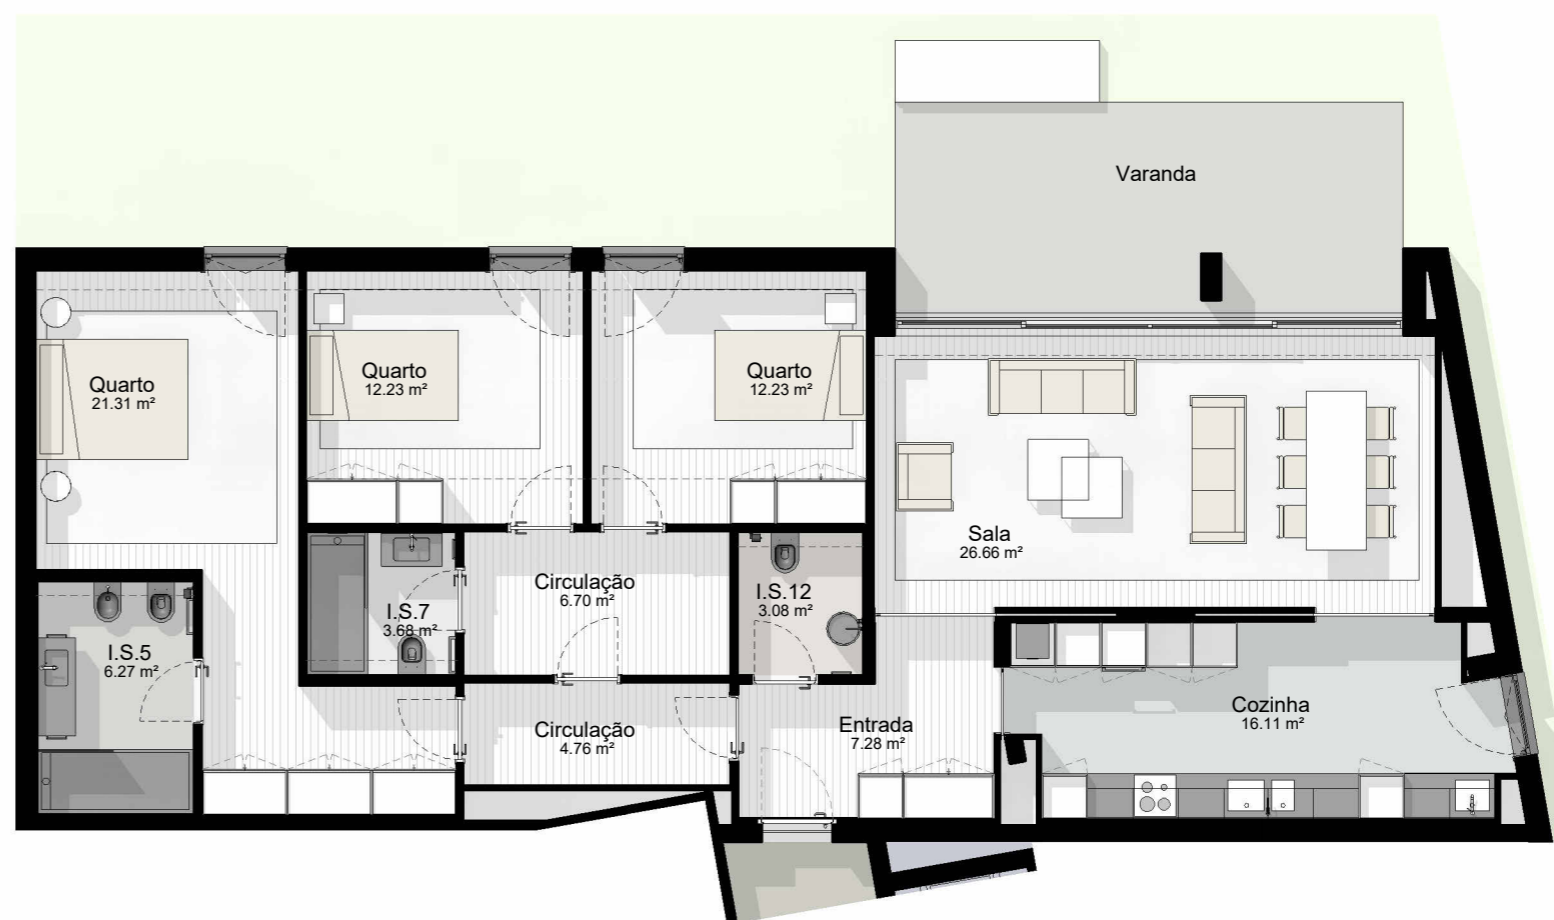 Varanda
Quarto
21.31 m²
Quarto
12.23 m²
Quarto
12.23 m²
Sala
26.66 m²
Circulação
6.70 m²
I.S.12
3.08 m²
I.S.7
3.68 m²
I.S.5
6.27 m²
Circulação
4.76 m²
Entrada
7.28 m²
Cozinha
16.11 m²